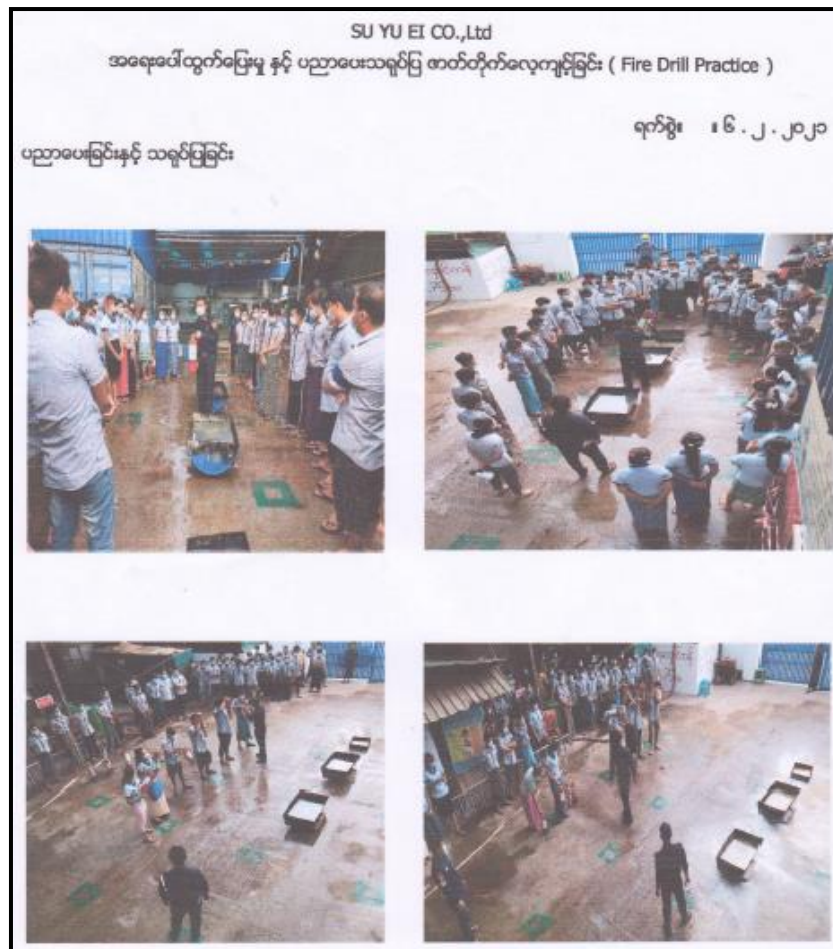 SU YU EI CO.,Ltd
အရေးပေါ်ထွက်ပြေးမှု နှင့် ပညာပေးသရုပ်ပြ ဇာတ်တိုက်လေ့ကျင့်ခြင်း ( Fire Drill Practice )
ရက်စွဲ။ ။ ၆ . ၂ . ၂၀၂၁
ပညာပေးခြင်းနှင့် သရုပ်ပြခြင်း